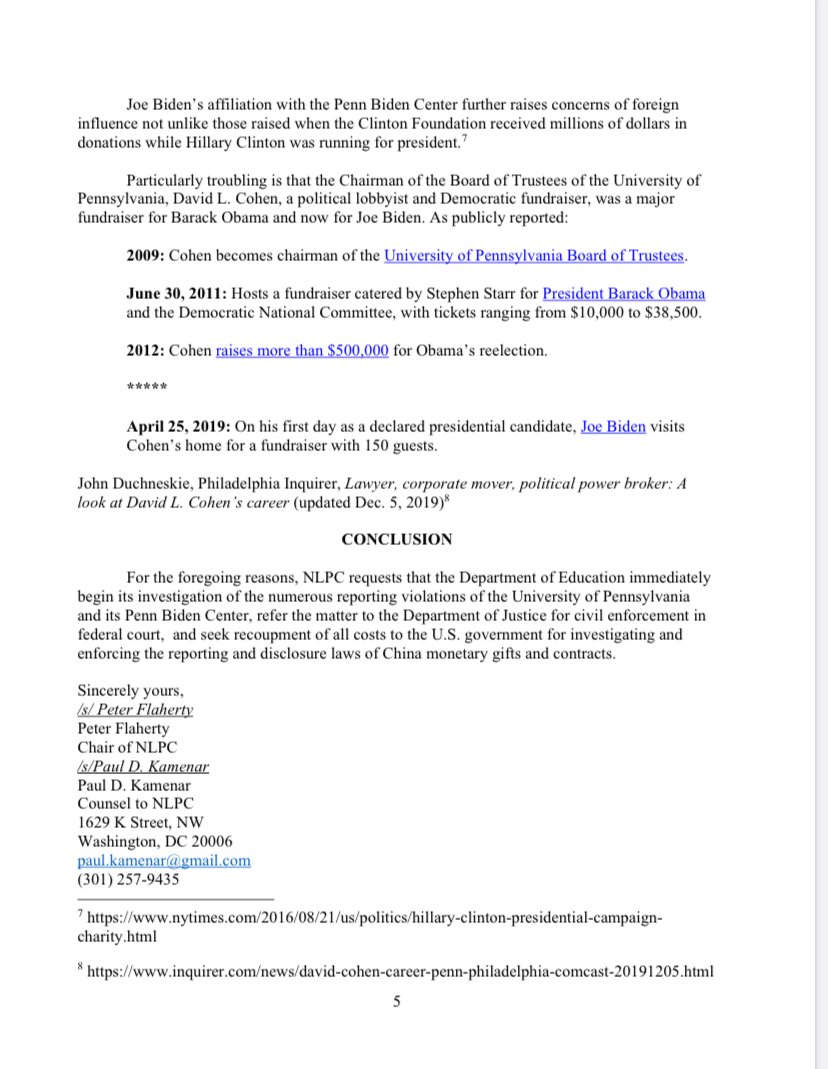 Joe Biden’s affiliation with the Penn Biden Center further raises concerns of foreign
influence not unlike those raised when the Clinton Foundation received millions of dollars in
donations while Hillary Clinton was running for president.7
Particularly troubling is that the Chairman of the Board of Trustees of the University of
Pennsylvania, David L. Cohen, a political lobbyist and Democratic fundraiser, was a major
fundraiser for Barack Obama and now for Joe Biden. As publicly reported:
2009: Cohen becomes chairman of the University of Pennsylvania Board of Trustees.
June 30, 2011: Hosts a fundraiser catered by Stephen Starr for President Barack Obama
and the Democratic National Committee, with tickets ranging from $10,000 to $38,500.
2012: Cohen raises more than $500,000 for Obama’s reelection.
*****
April 25, 2019: On his first day as a declared presidential candidate, Joe Biden visits
Cohen’s home for a fundraiser with 150 guests.
John Duchneskie, Philadelphia Inquirer, Lawyer, corporate mover, political power broker: A
look at David L. Cohen’s career (updated Dec. 5, 2019)8
CONCLUSION
For the foregoing reasons, NLPC requests that the Department of Education immediately
begin its investigation of the numerous reporting violations of the University of Pennsylvania
and its Penn Biden Center, refer the matter to the Department of Justice for civil enforcement in
federal court, and seek recoupment of all costs to the U.S. government for investigating and
enforcing the reporting and disclosure laws of China monetary gifts and contracts.
Sincerely yours,
/s/ Peter Flaherty
Peter Flaherty
Chair of NLPC
/s/Paul D. Kamenar
Paul D. Kamenar
Counsel to NLPC
1629 K Street, NW
Washington, DC 20006
paul.kamenar@gmail.com
(301) 257-9435
7 https://www.nytimes.com/2016/08/21/us/politics/hillary-clinton-presidential-campaign-
charity.html
8 https://www.inquirer.com/news/david-cohen-career-penn-philadelphia-comcast-20191205.html
5